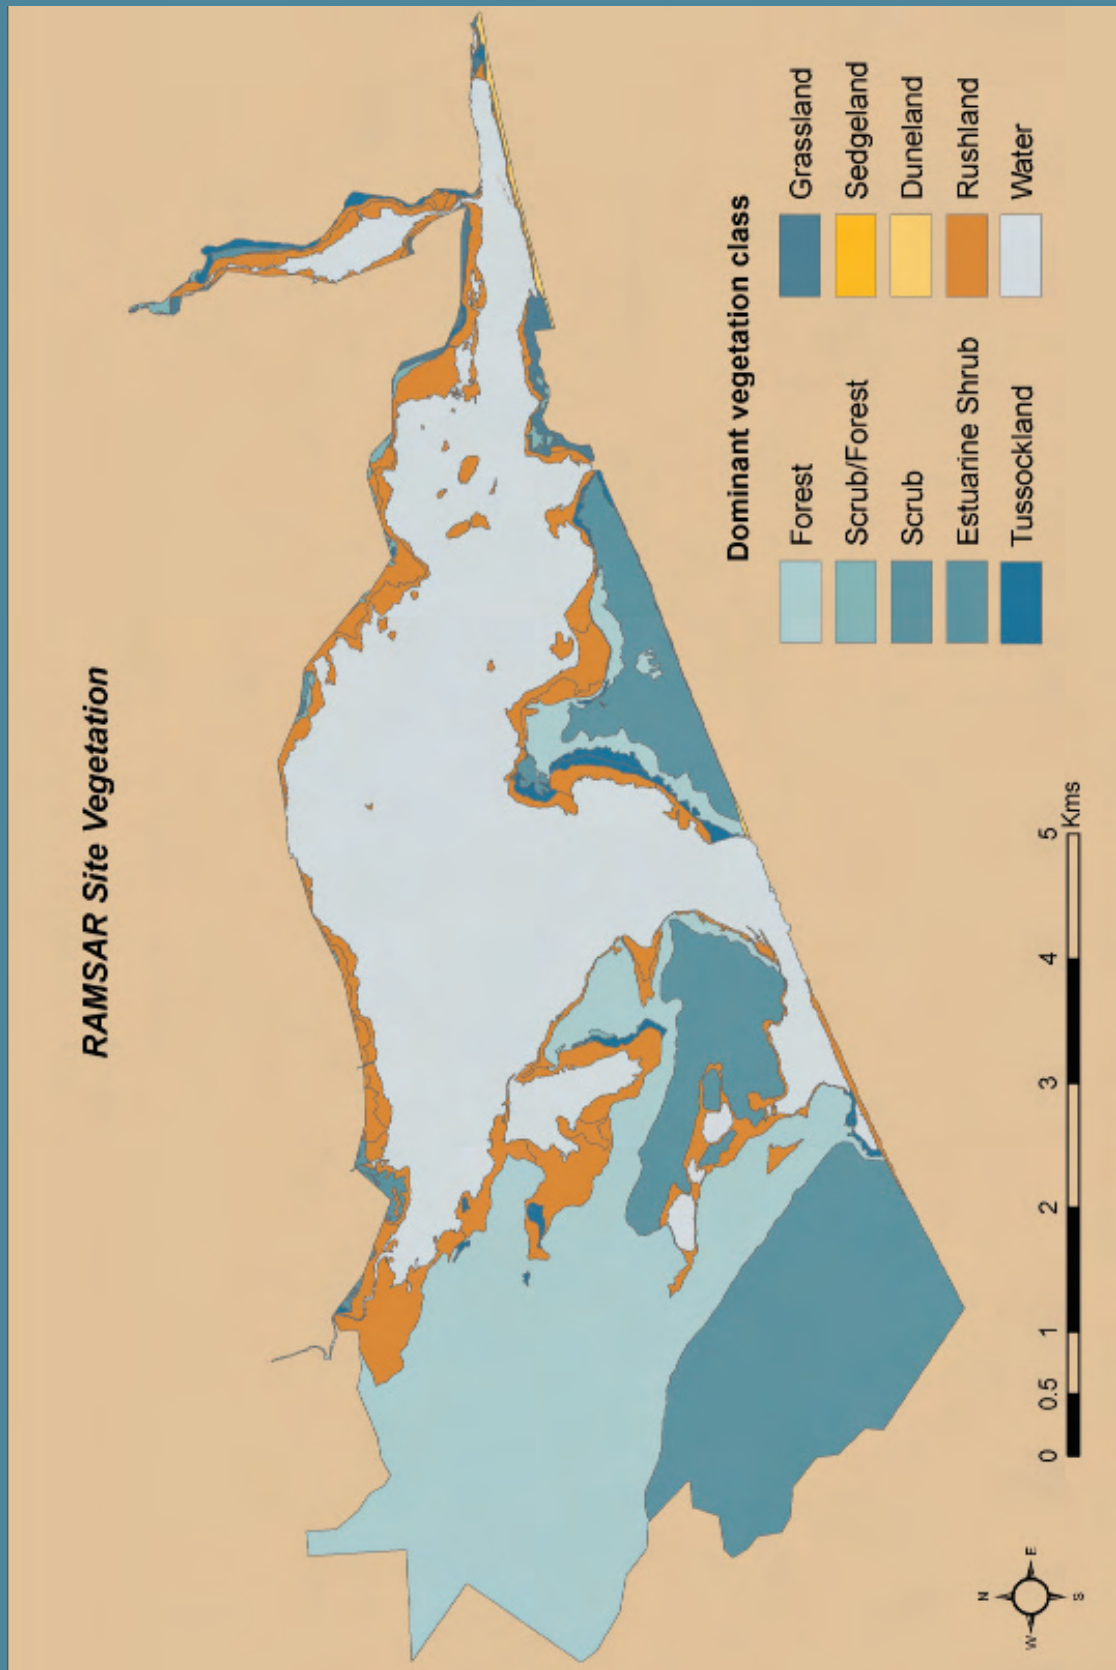 RAMSAR Site Vegetation
Dominant vegetation class
Forest
Scrub/Forest
Scrub
Estuarine Shrub
Tussockland
Grassland
Sedgeland
Duneland
Rushland
Water
0 0.5 1 2 3 4 5
Kms
N
W E
S